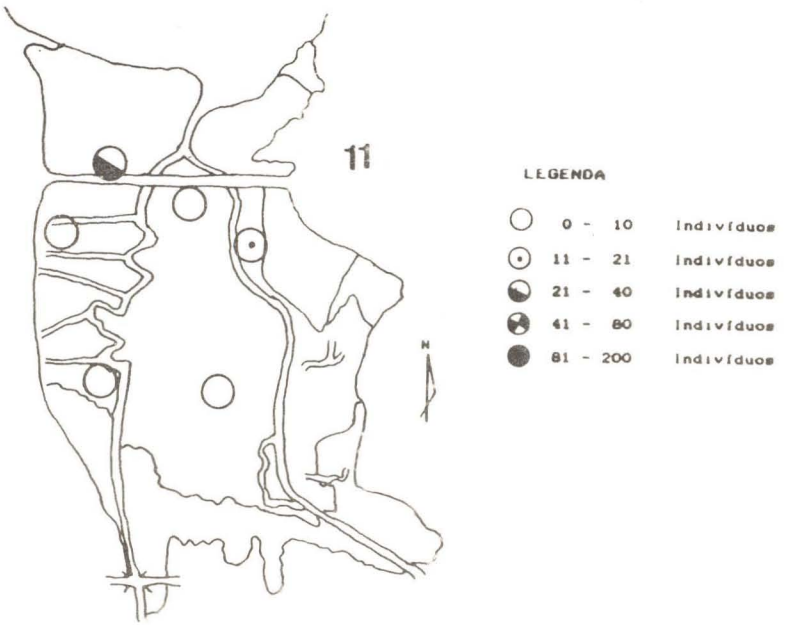 11
LEGENDA
0 - 10 Indivíduos
11 - 21 Indivíduos
21 - 40 Indivíduos
41 - 80 Indivíduos
81 - 200 Indivíduos
N